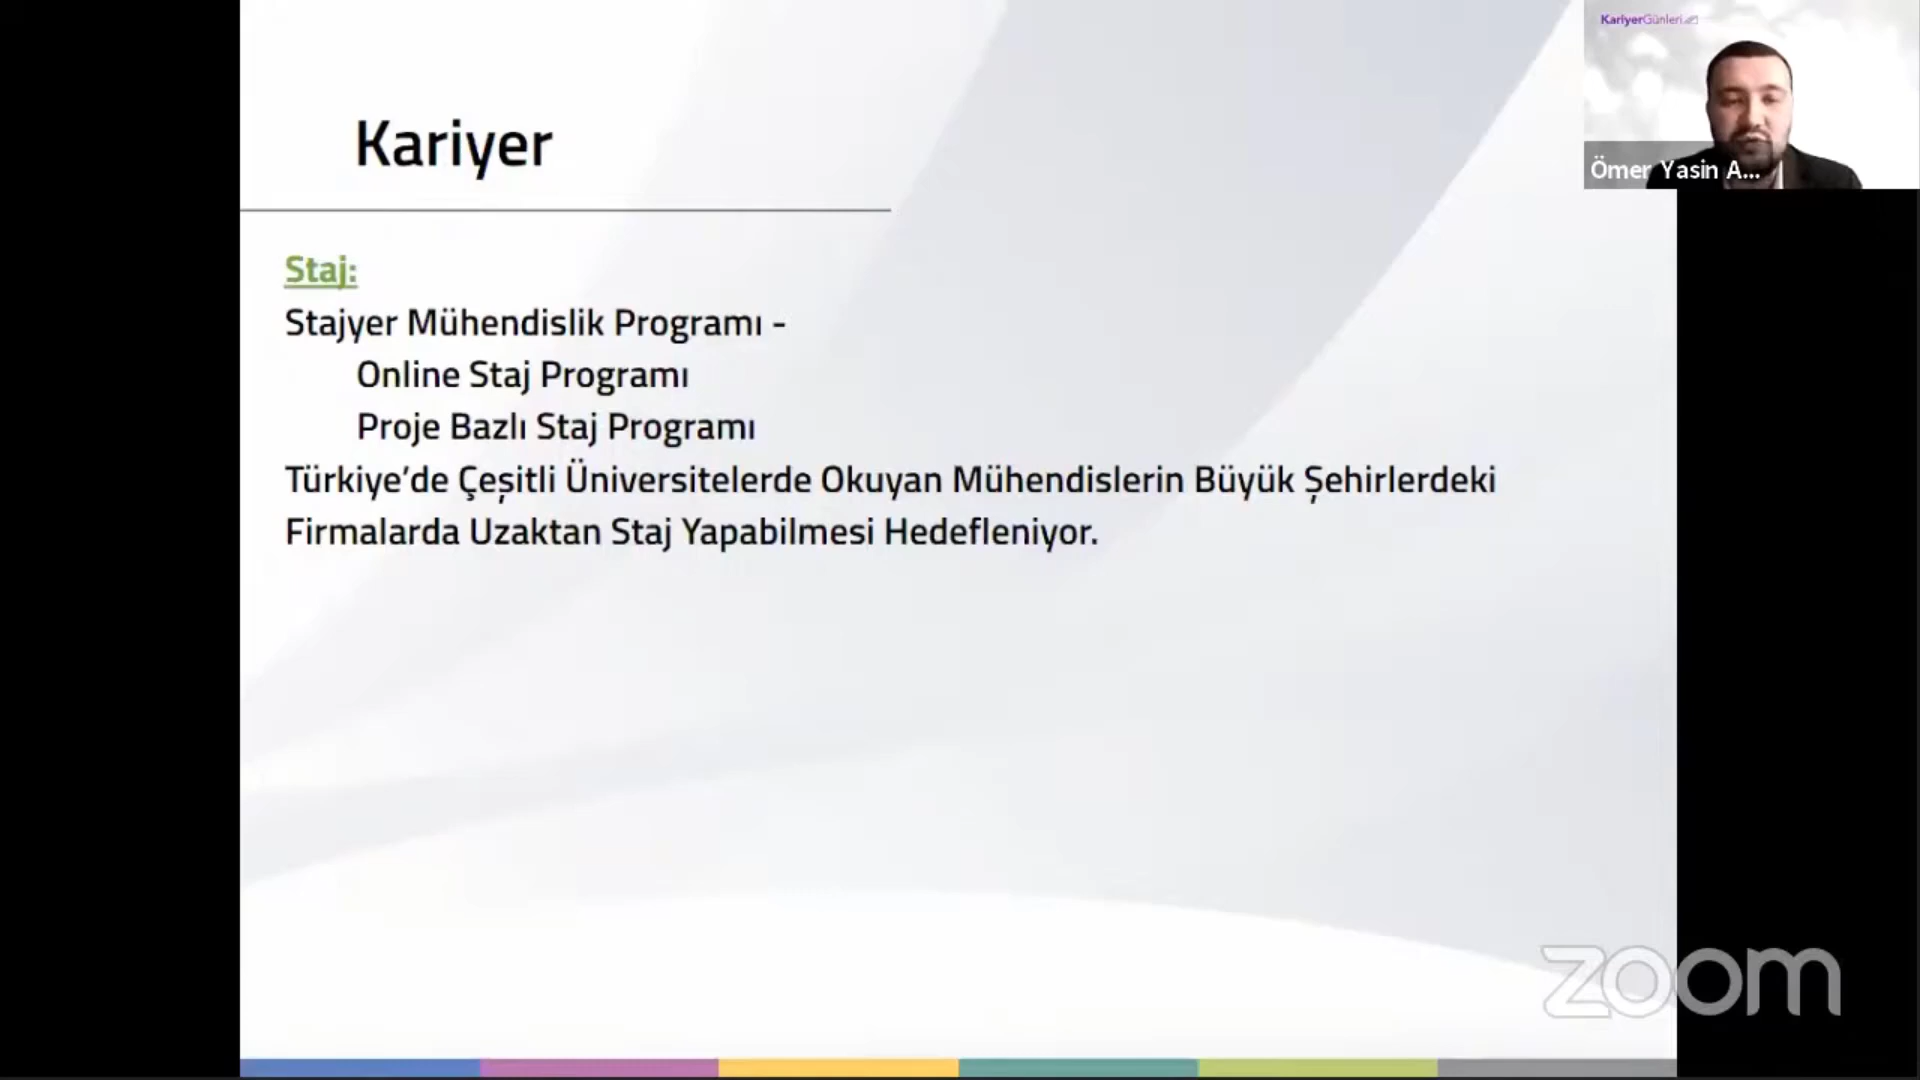 Kariyer
Staj:
Stajyer Mühendislik Programı -
Online Staj Programı
Proje Bazlı Staj Programı
Türkiye’de Çeşitli Üniversitelerde Okuyan Mühendislerin Büyük Şehirlerdeki
Firmalarda Uzaktan Staj Yapabilmesi Hedefleniyor.
KariyerGünleri
Ömer Yasin A...
zoom